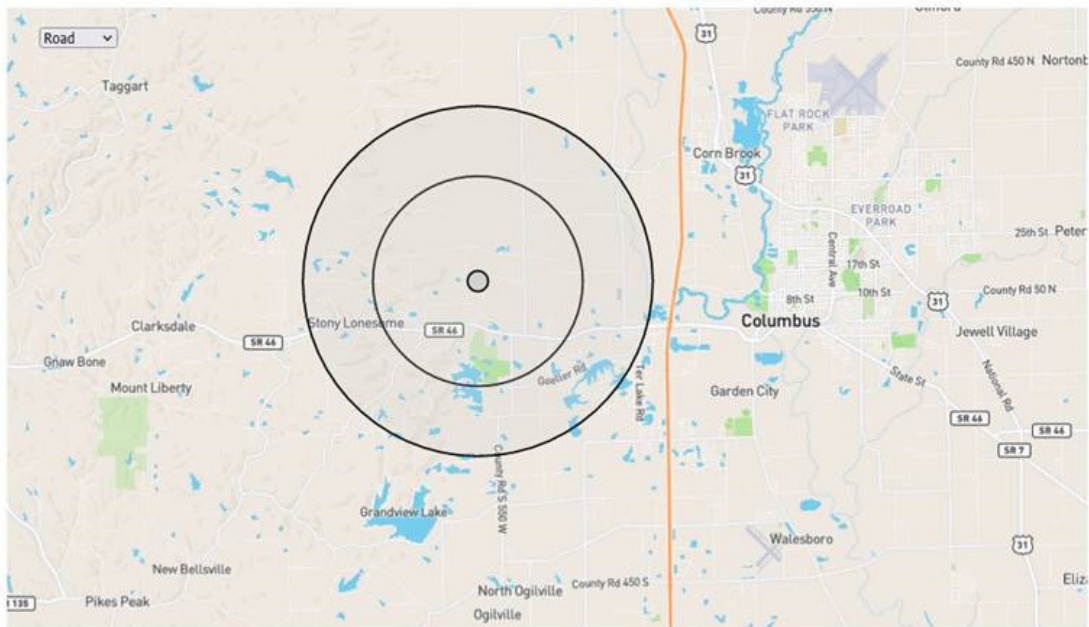 Road
County Rd 550 N
31
Taggart
County Rd 450 N
Nortonb
FLAT ROCK
PARK
Corn Brook
31
EVERROAD
PARK
25th St
Peter
Central Ave
17th St
10th St
County Rd 50 N
8th St
31
Columbus
Stony Lonesome
SR 46
Clarksdale
SR 46
Jewell Village
Gnaw Bone
Goeller Rd
Ter Lake Rd
State St
National Rd
Mount Liberty
Garden City
SR 46
SR 46
SR 7
County Rd S 550 W
Grandview Lake
Walesboro
31
New Bellsville
County Rd 450 S
North Ogilville
Eliz
135
Pikes Peak
Ogilville